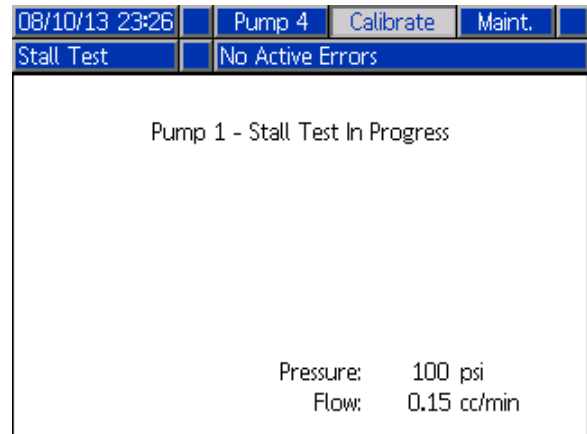 08/10/13 23:26 Pump 4 Calibrate Maint.
Stall Test No Active Errors
Pump 1 - Stall Test In Progress
Pressure: 100 psi
Flow: 0.15 cc/min